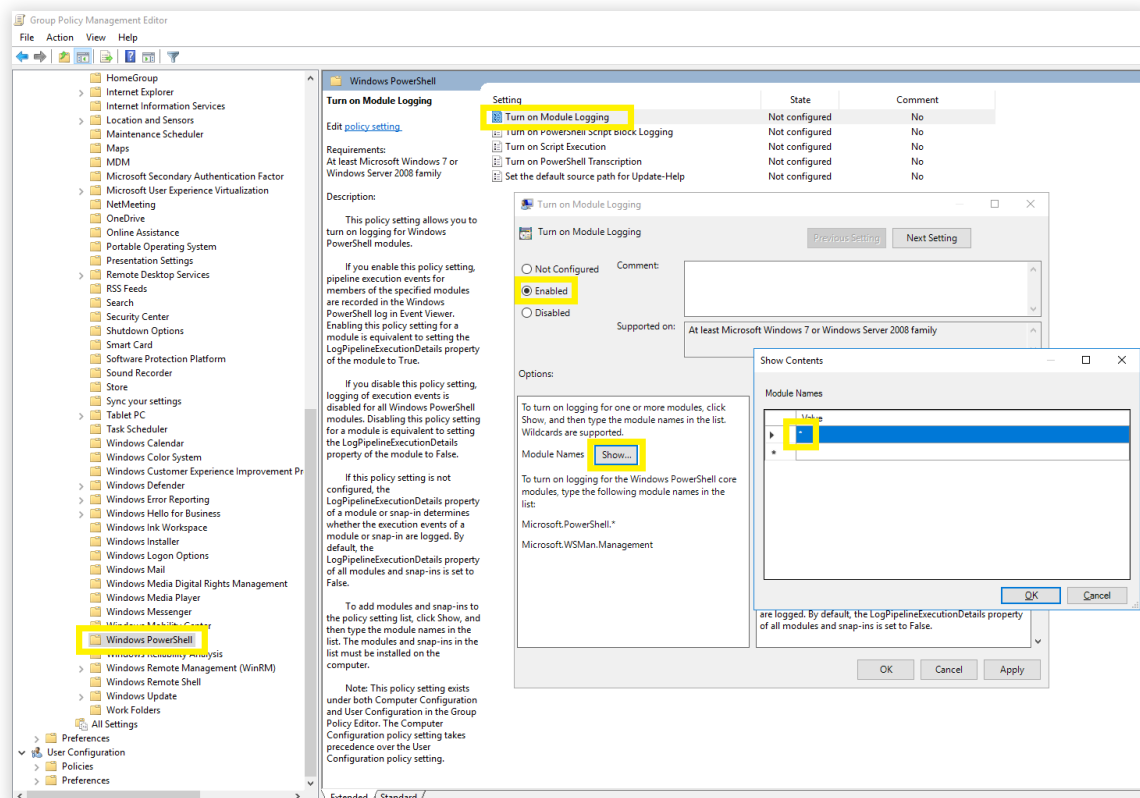 Group Policy Management Editor
File Action View Help
HomeGroup
Internet Explorer
Internet Information Services
Location and Sensors
Maintenance Scheduler
Maps
MDM
Microsoft Secondary Authentication Factor
Microsoft User Experience Virtualization
NetMeeting
OneDrive
Online Assistance
Portable Operating System
Presentation Settings
Remote Desktop Services
RSS Feeds
Search
Security Center
Shutdown Options
Smart Card
Software Protection Platform
Sound Recorder
Store
Sync your settings
Tablet PC
Task Scheduler
Windows Calendar
Windows Color System
Windows Customer Experience Improvement Pr
Windows Defender
Windows Error Reporting
Windows Hello for Business
Windows Ink Workspace
Windows Installer
Windows Logon Options
Windows Mail
Windows Media Digital Rights Management
Windows Media Player
Windows Messenger
Windows Mobility Center
Windows PowerShell
Windows Reliability Analysis
Windows Remote Management (WinRM)
Windows Remote Shell
Windows Update
Work Folders
All Settings
Preferences
User Configuration
Policies
Preferences
Windows PowerShell
Turn on Module Logging
Edit policy setting
Requirements:
At least Microsoft Windows 7 or
Windows Server 2008 family
Description:
This policy setting allows you to
turn on logging for Windows
PowerShell modules.
If you enable this policy setting,
pipeline execution events for
members of the specified modules
are recorded in the Windows
PowerShell log in Event Viewer.
Enabling this policy setting for a
module is equivalent to setting the
LogPipelineExecutionDetails property
of the module to True.
If you disable this policy setting,
logging of execution events is
disabled for all Windows PowerShell
modules. Disabling this policy setting
for a module is equivalent to setting
the LogPipelineExecutionDetails
property of the module to False.
If this policy setting is not
configured, the
LogPipelineExecutionDetails property
of a module or snap-in determines
whether the execution events of a
module or snap-in are logged. By
default, the
LogPipelineExecutionDetails property
of all modules and snap-ins is set to
False.
To add modules and snap-ins to
the policy setting list, click Show, and
then type the module names in the
list. The modules and snap-ins in the
list must be installed on the
computer.
Note: This policy setting exists
under both Computer Configuration
and User Configuration in the Group
Policy Editor. The Computer
Configuration policy setting takes
precedence over the User
Configuration policy setting.
Setting State Comment
Turn on Module Logging Not configured No
Turn on PowerShell Script Block Logging Not configured No
Turn on Script Execution Not configured No
Turn on PowerShell Transcription Not configured No
Set the default source path for Update-Help Not configured No
Turn on Module Logging
Turn on Module Logging
Previous Setting Next Setting
Not Configured Comment:
Enabled
Disabled
Supported on: At least Microsoft Windows 7 or Windows Server 2008 family
Options:
To turn on logging for one or more modules, click
Show, and then type the module names in the list.
Wildcards are supported.
Module Names Show...
To turn on logging for the Windows PowerShell core
modules, type the following module names in the
list:
Microsoft.PowerShell.*
Microsoft.WSMan.Management
Show Contents
Module Names
Value
*
*
OK Cancel
are logged. By default, the LogPipelineExecutionDetails property
of all modules and snap-ins is set to False.
OK Cancel Apply
Extended Standard